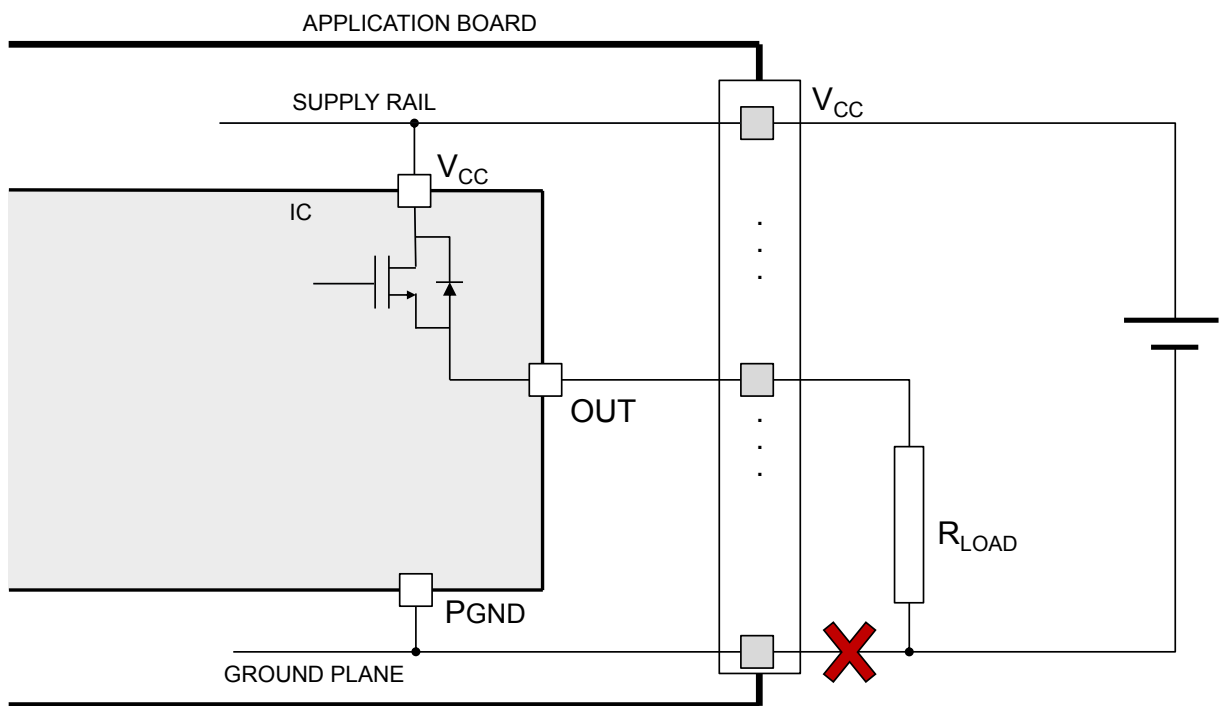 APPLICATION BOARD
SUPPLY RAIL
VCC
VCC
IC
OUT
RLOAD
PGND
GROUND PLANE